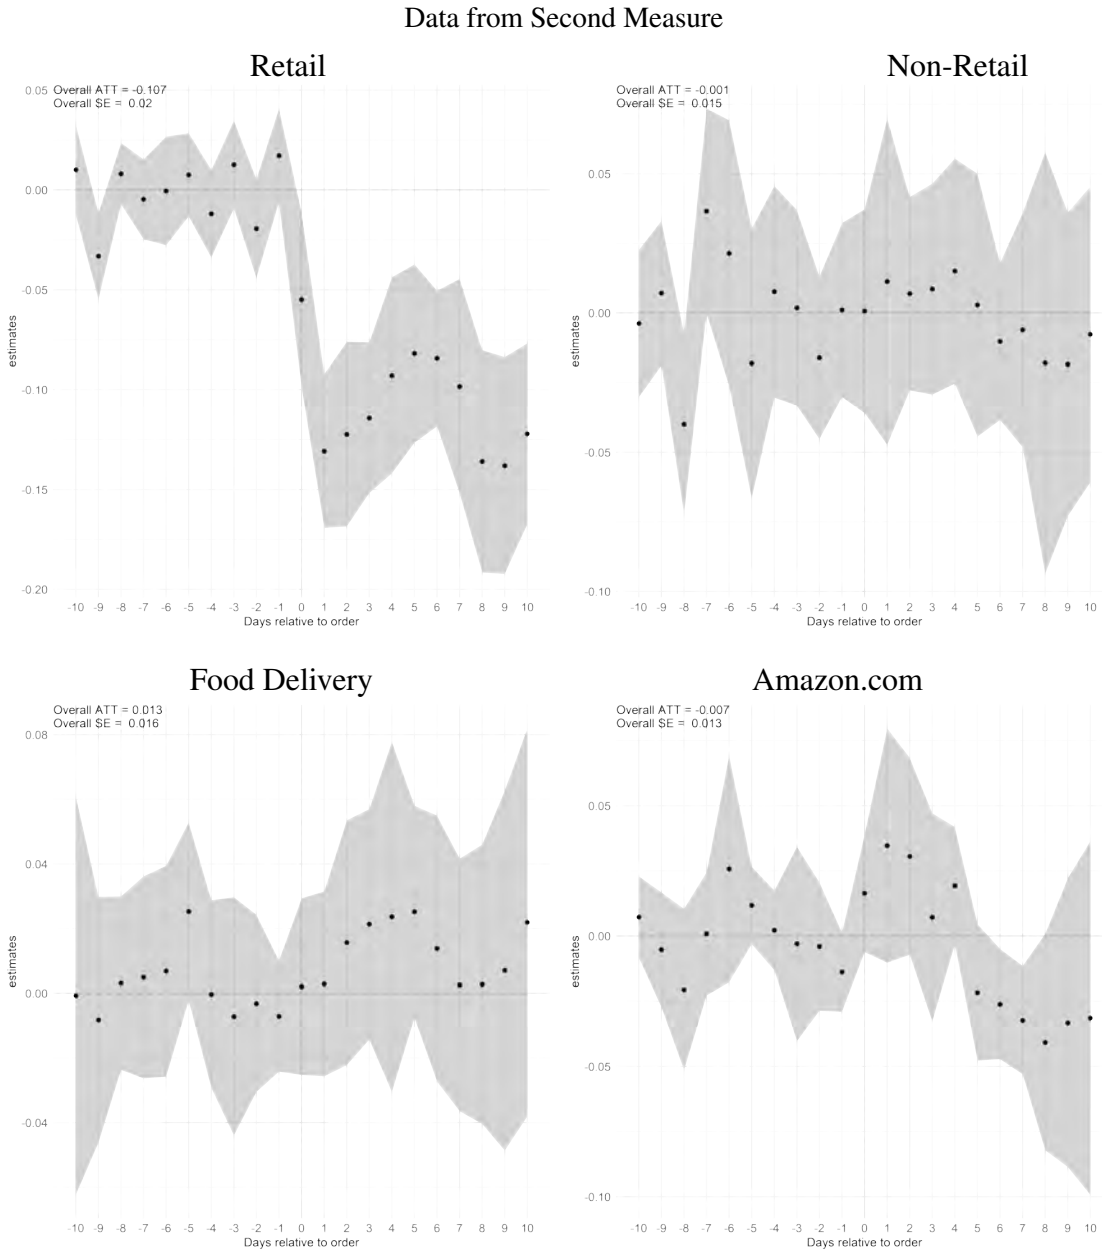 Data from Second Measure
Retail
Overall ATT = -0.107
Overall SE = 0.02
0.05
0.00
-0.05
-0.10
-0.15
-0.20
estimates
-10 -9 -8 -7 -6 -5 -4 -3 -2 -1 0 1 2 3 4 5 6 7 8 9 10
Days relative to order
Non-Retail
Overall ATT = -0.001
Overall SE = 0.015
0.05
0.00
-0.05
-0.10
estimates
-10 -9 -8 -7 -6 -5 -4 -3 -2 -1 0 1 2 3 4 5 6 7 8 9 10
Days relative to order
Food Delivery
Overall ATT = 0.013
Overall SE = 0.016
0.08
0.04
0.00
-0.04
estimates
-10 -9 -8 -7 -6 -5 -4 -3 -2 -1 0 1 2 3 4 5 6 7 8 9 10
Days relative to order
Amazon.com
Overall ATT = -0.007
Overall SE = 0.013
0.05
0.00
-0.05
-0.10
estimates
-10 -9 -8 -7 -6 -5 -4 -3 -2 -1 0 1 2 3 4 5 6 7 8 9 10
Days relative to order